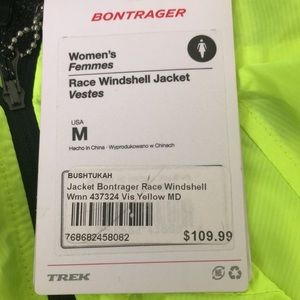 BONTRAGER
Women's
Femmes
Race Windshell Jacket
Vestes
USA
M
Hecho in China · Wyprodukowano w Chinach
BUSHTUKAH
Jacket Bontrager Race Windshell
Wmn 437324 Vis Yellow MD
768682458082
$109.99
TREK